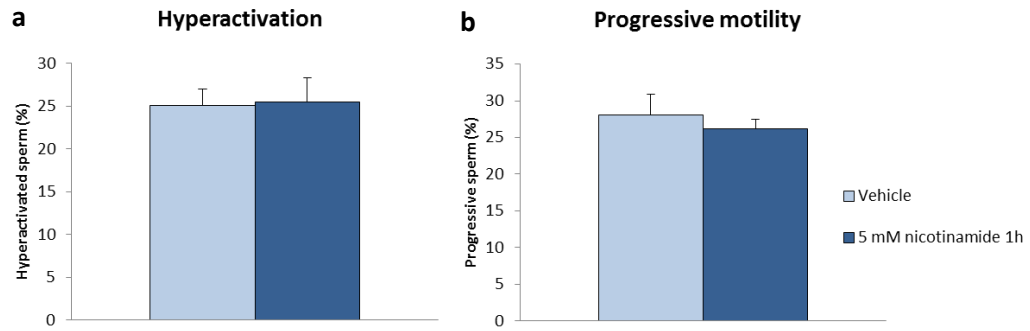 a
Hyperactivation
Hyperactivated sperm (%)
30
25
20
15
10
5
0
b
Progressive motility
Progressive sperm (%)
35
30
25
20
15
10
5
0
Vehicle
5 mM nicotinamide 1h